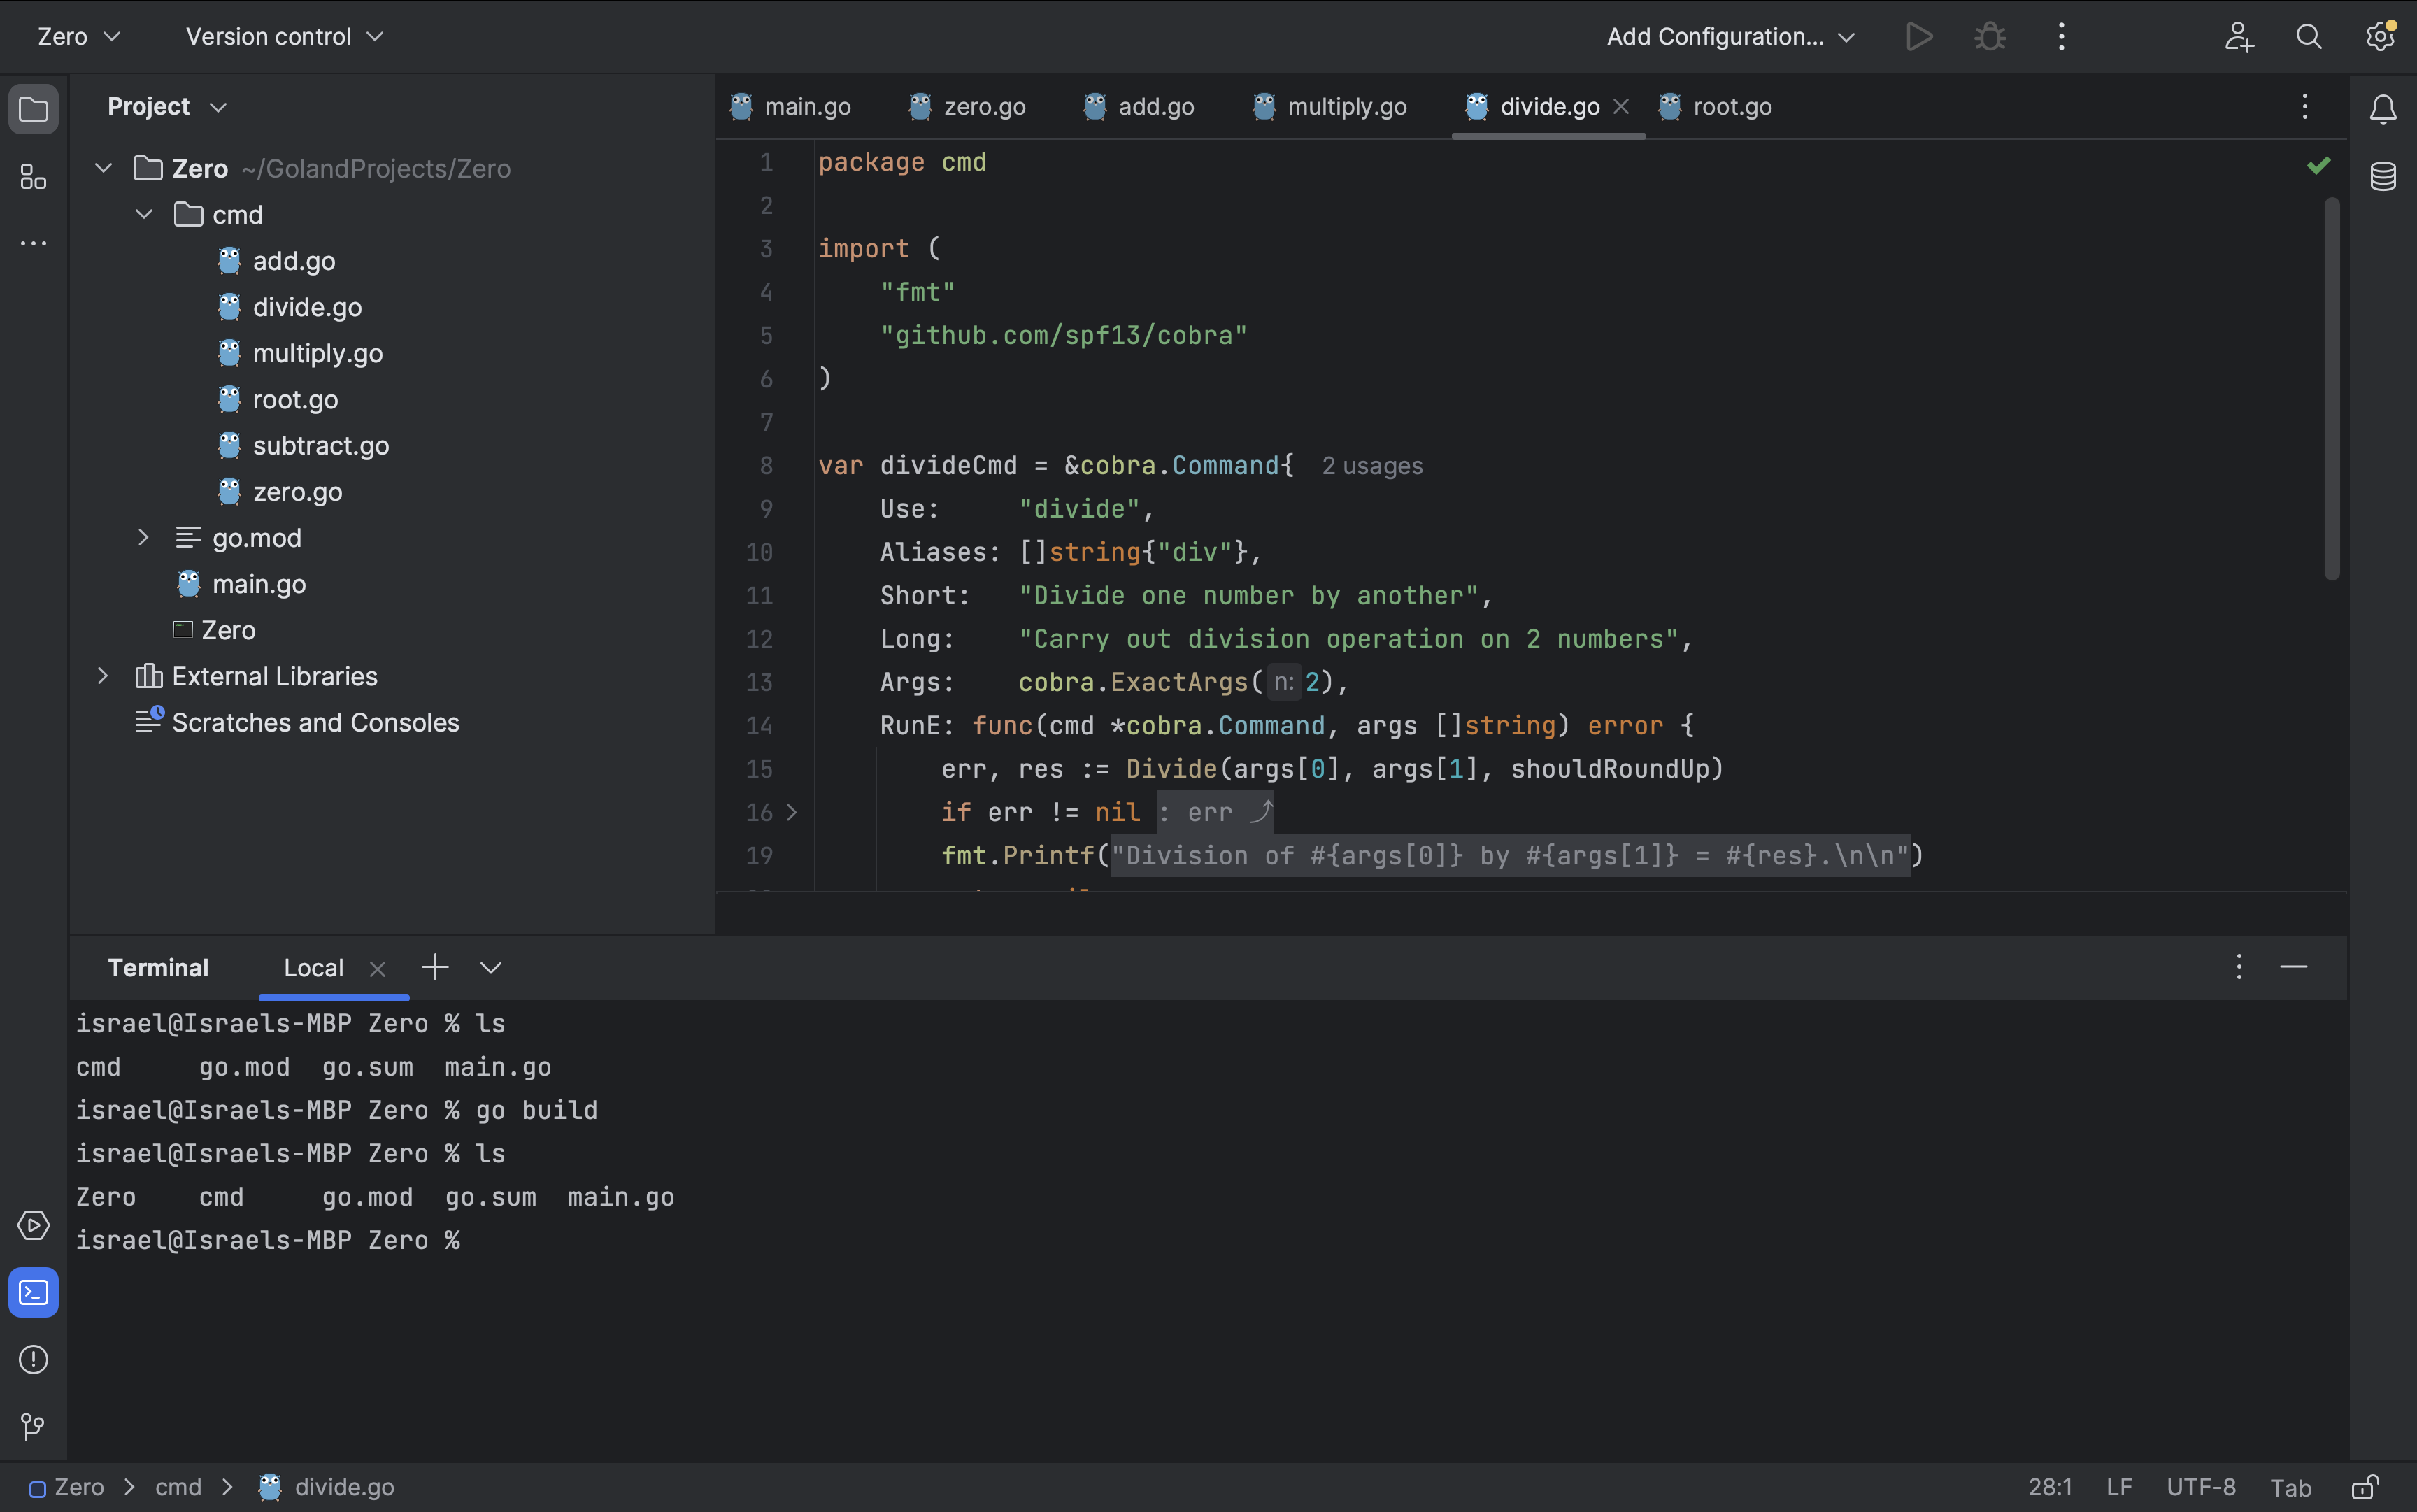 Zero
Version control
Add Configuration...
Project
Zero ~/GolandProjects/Zero
cmd
add.go
divide.go
multiply.go
root.go
subtract.go
zero.go
go.mod
main.go
Zero
External Libraries
Scratches and Consoles
main.go zero.go add.go multiply.go divide.go root.go
1 package cmd
2
3 import (
4 "fmt"
5 "github.com/spf13/cobra"
6 )
7
8 var divideCmd = &cobra.Command{ 2 usages
9 Use: "divide",
10 Aliases: []string{"div"},
11 Short: "Divide one number by another",
12 Long: "Carry out division operation on 2 numbers",
13 Args: cobra.ExactArgs( n: 2),
14 RunE: func(cmd *cobra.Command, args []string) error {
15 err, res := Divide(args[0], args[1], shouldRoundUp)
16 if err != nil : err
19 fmt.Printf("Division of #{args[0]} by #{args[1]} = #{res}.\n\n")
Terminal Local
israel@Israels-MBP Zero % ls
cmd go.mod go.sum main.go
israel@Israels-MBP Zero % go build
israel@Israels-MBP Zero % ls
Zero cmd go.mod go.sum main.go
israel@Israels-MBP Zero %
Zero > cmd > divide.go
28:1 LF UTF-8 Tab